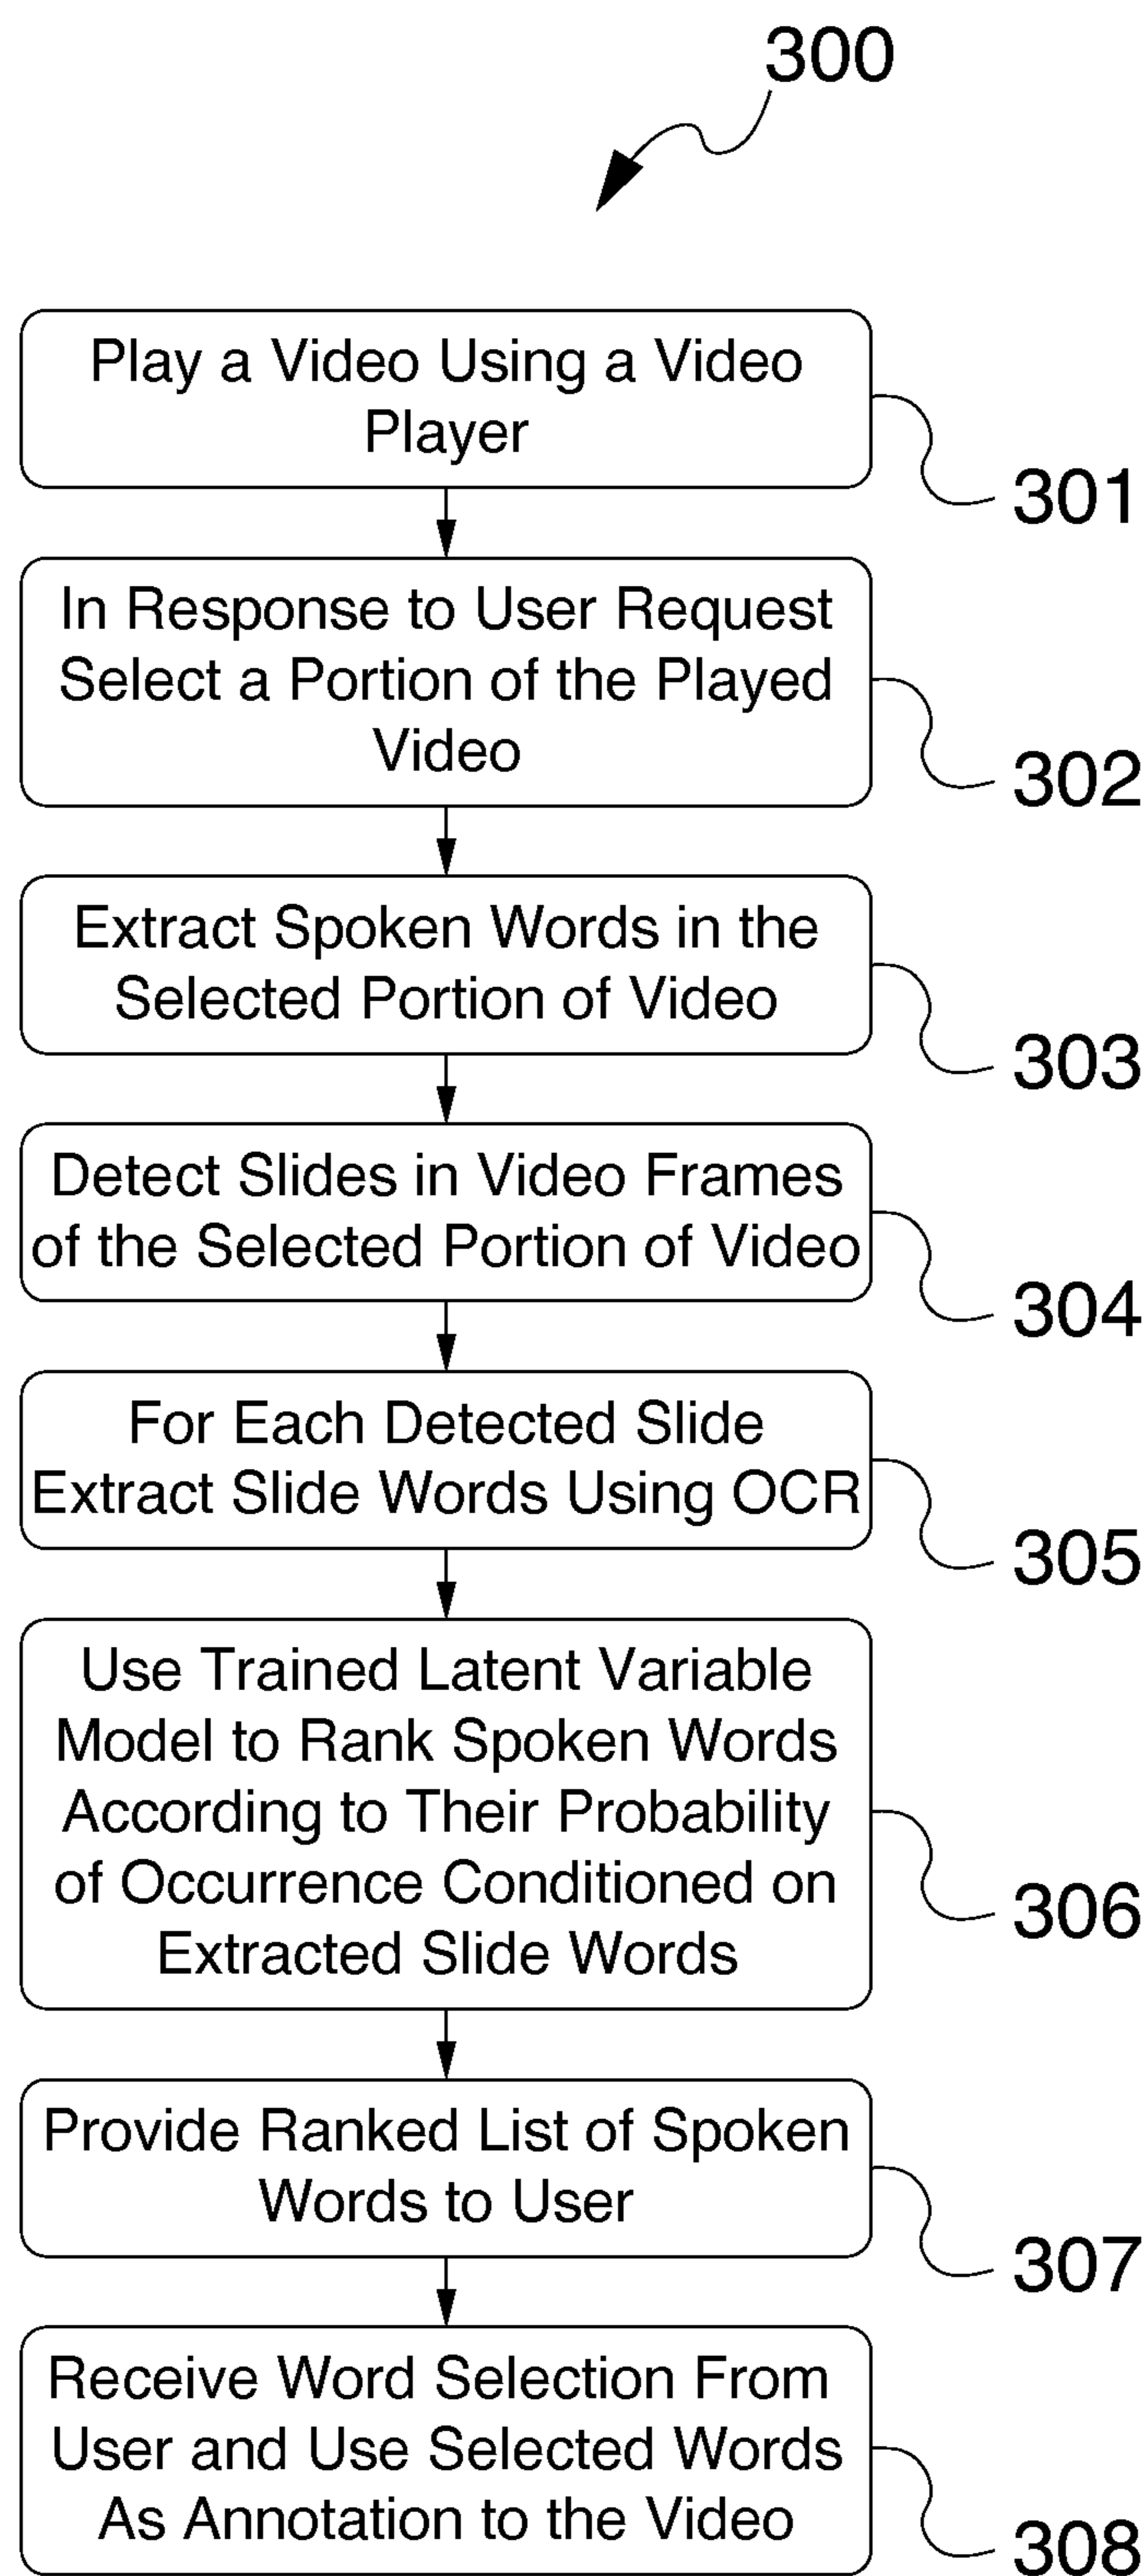 300
Play a Video Using a Video
Player
301
In Response to User Request
Select a Portion of the Played
Video
302
Extract Spoken Words in the
Selected Portion of Video
303
Detect Slides in Video Frames
of the Selected Portion of Video
304
For Each Detected Slide
Extract Slide Words Using OCR
305
Use Trained Latent Variable
Model to Rank Spoken Words
According to Their Probability
of Occurrence Conditioned on
Extracted Slide Words
306
Provide Ranked List of Spoken
Words to User
307
Receive Word Selection From
User and Use Selected Words
As Annotation to the Video
308